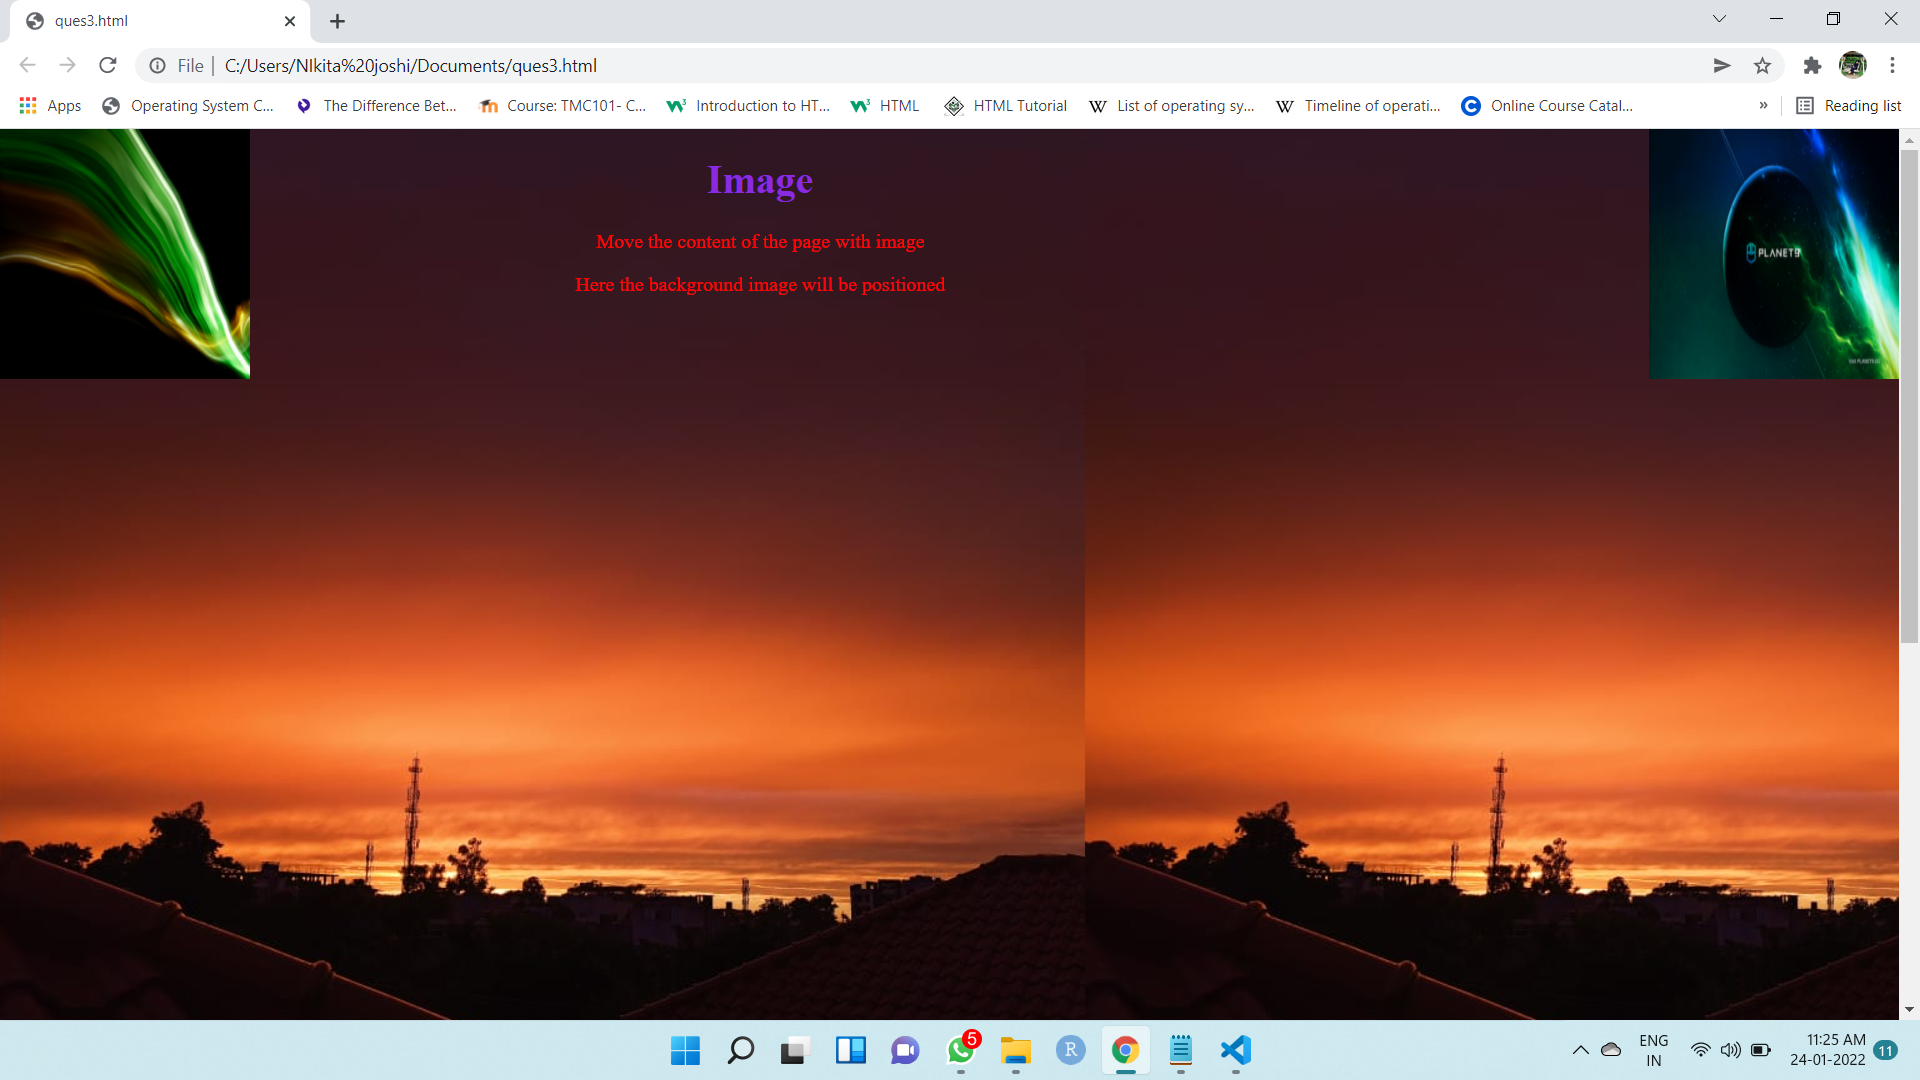 ques3.html
File
C:/Users/NIkita%20joshi/Documents/ques3.html
Apps
Operating System C...
The Difference Bet...
Course: TMC101- C...
Introduction to HT...
HTML
HTML Tutorial
W List of operating sy...
W Timeline of operati...
Online Course Catal...
»
Reading list
Image
Move the content of the page with image
Here the background image will be positioned
PLANET9
5
R
ENG
IN
11:25 AM
24-01-2022
11